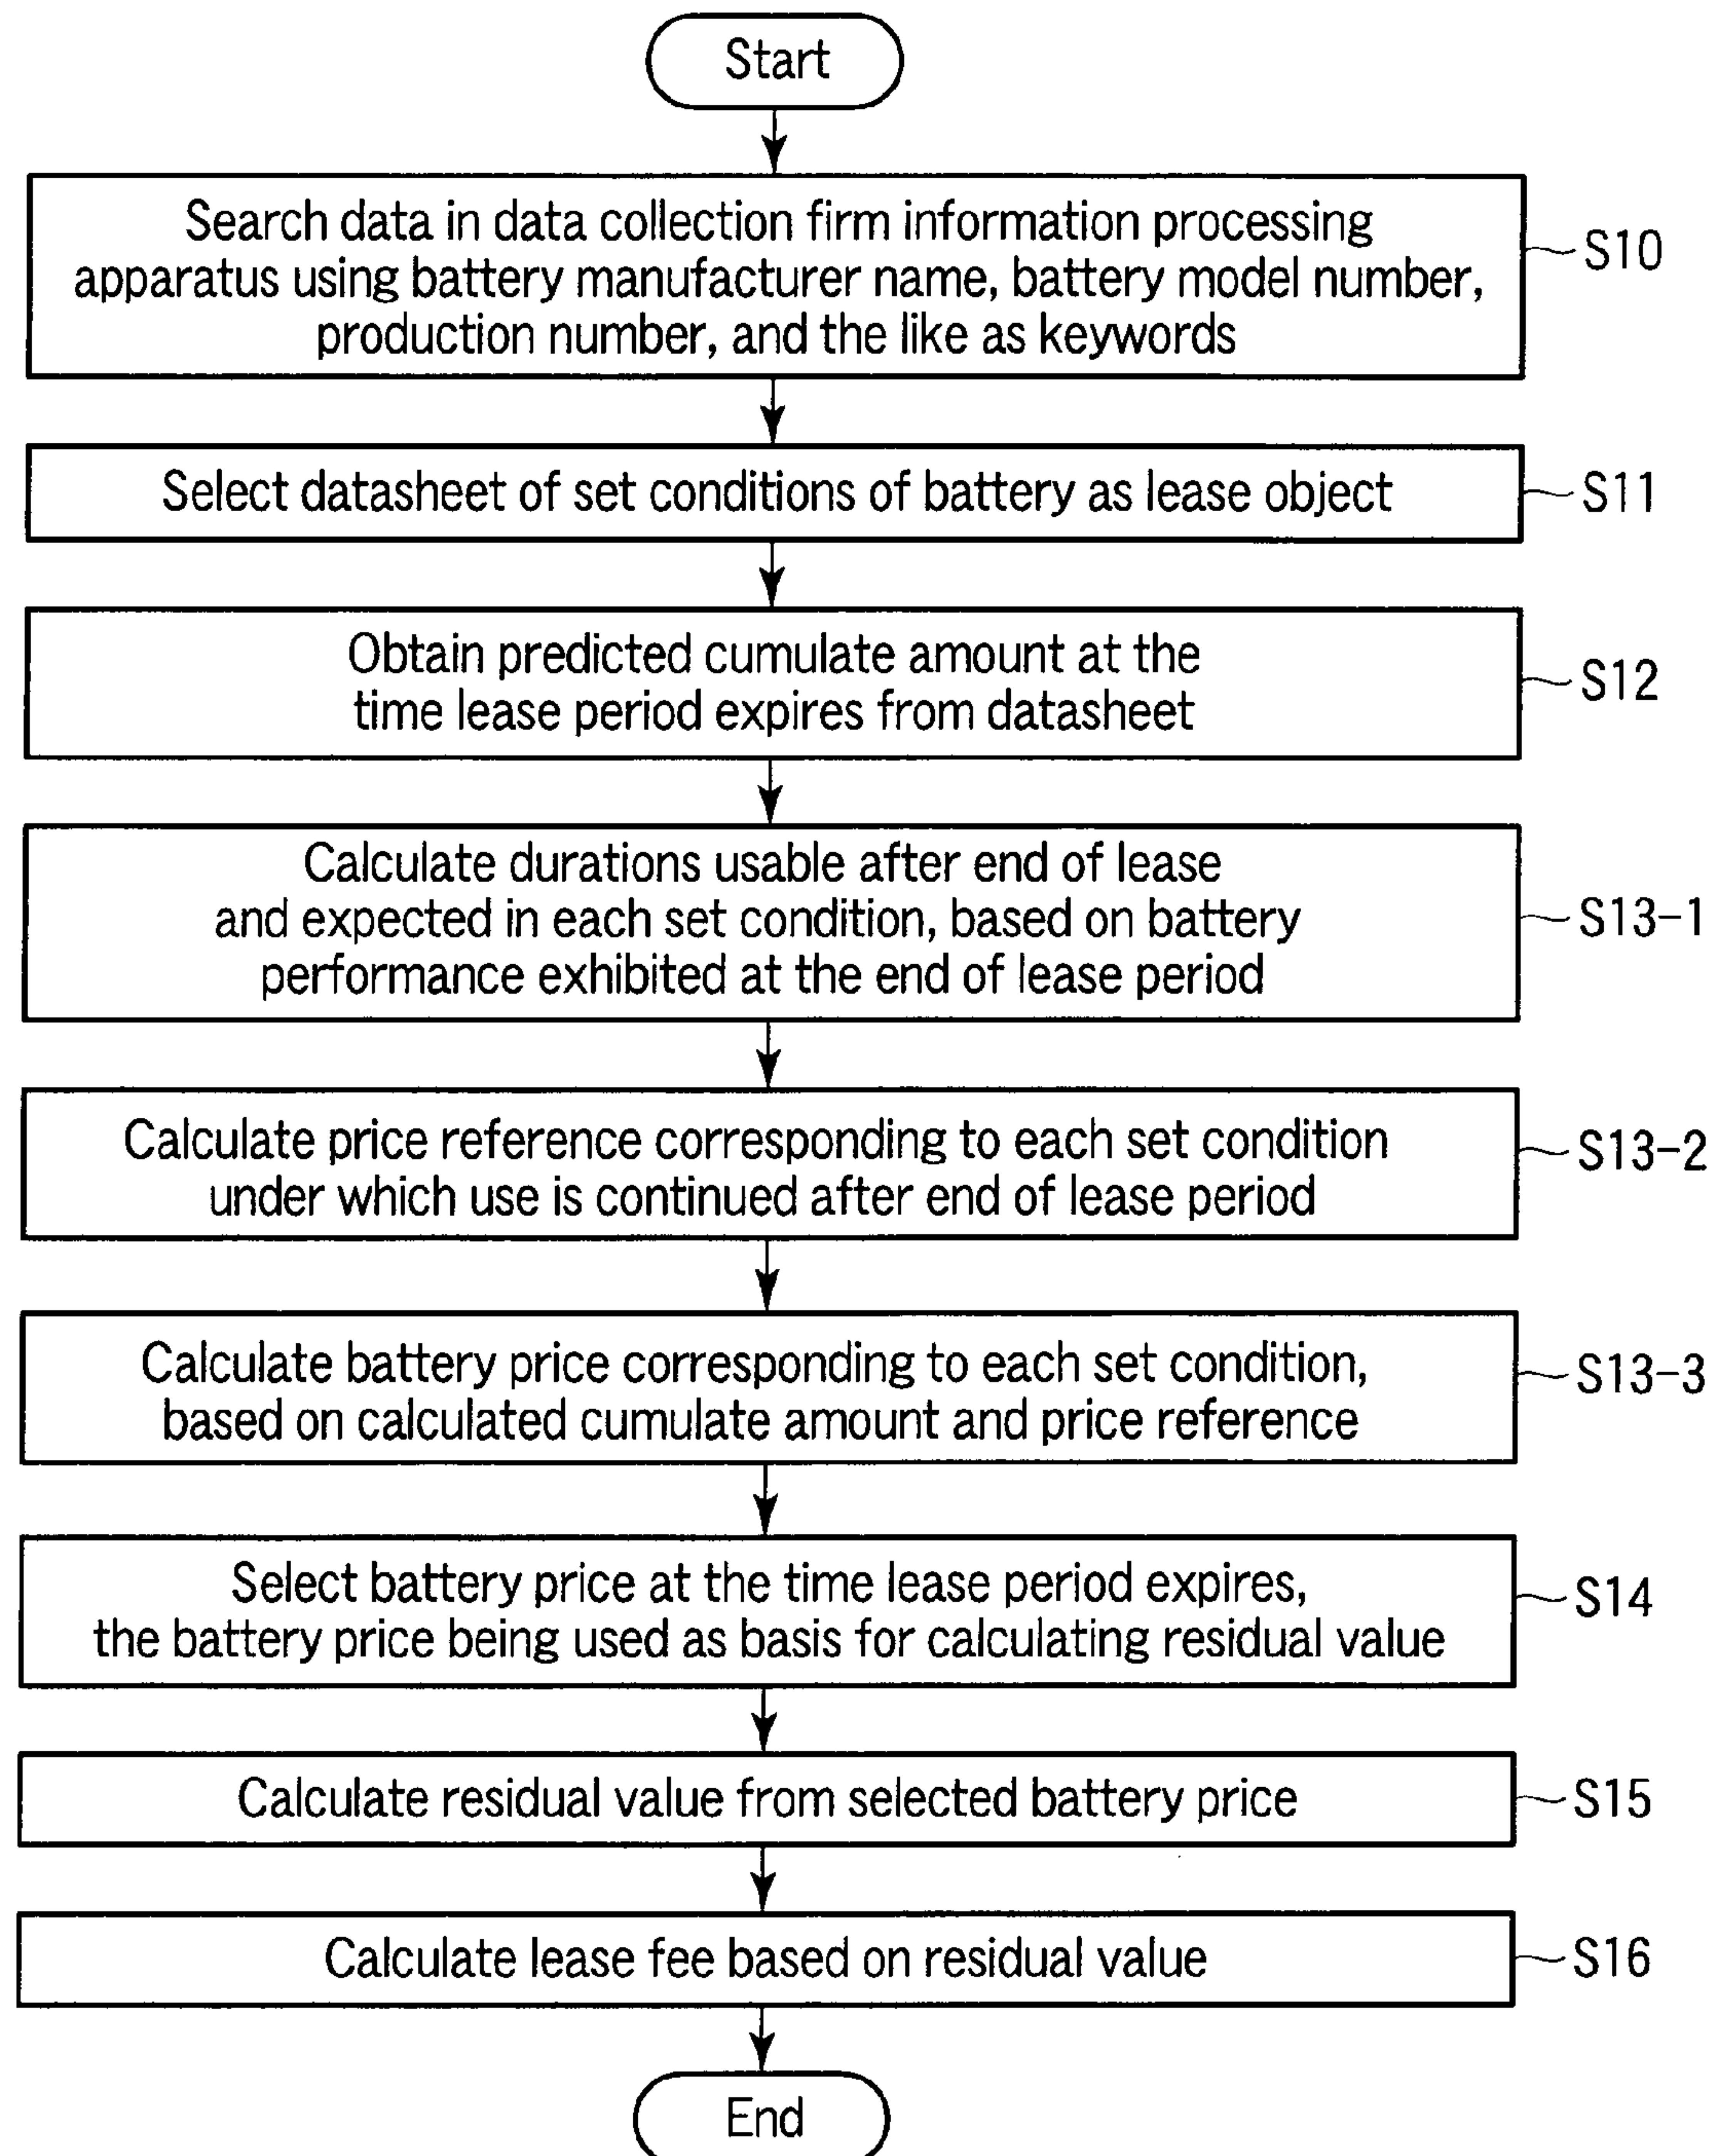 Start
Search data in data collection firm information processing
apparatus using battery manufacturer name, battery model number,
production number, and the like as keywords
S10
Select datasheet of set conditions of battery as lease object
S11
Obtain predicted cumulate amount at the
time lease period expires from datasheet
S12
Calculate durations usable after end of lease
and expected in each set condition, based on battery
performance exhibited at the end of lease period
S13-1
Calculate price reference corresponding to each set condition
under which use is continued after end of lease period
S13-2
Calculate battery price corresponding to each set condition,
based on calculated cumulate amount and price reference
S13-3
Select battery price at the time lease period expires,
the battery price being used as basis for calculating residual value
S14
Calculate residual value from selected battery price
S15
Calculate lease fee based on residual value
S16
End